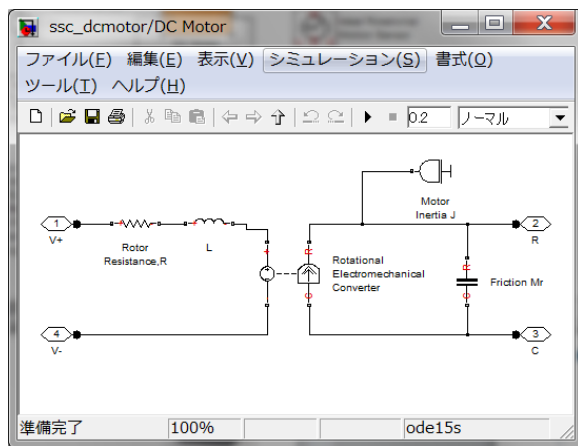 ssc_dcmotor/DC Motor
ファイル(F) 編集(E) 表示(V) シミュレーション(S) 書式(O)
ツール(T) ヘルプ(H)
0.2 ノーマル
Motor
Inertia J
1
V+
Rotor
Resistance,R
L
+
R
Rotational
Electromechanical
Converter
C
R
Friction Mr
2
R
4
V-
3
C
準備完了 100% ode15s